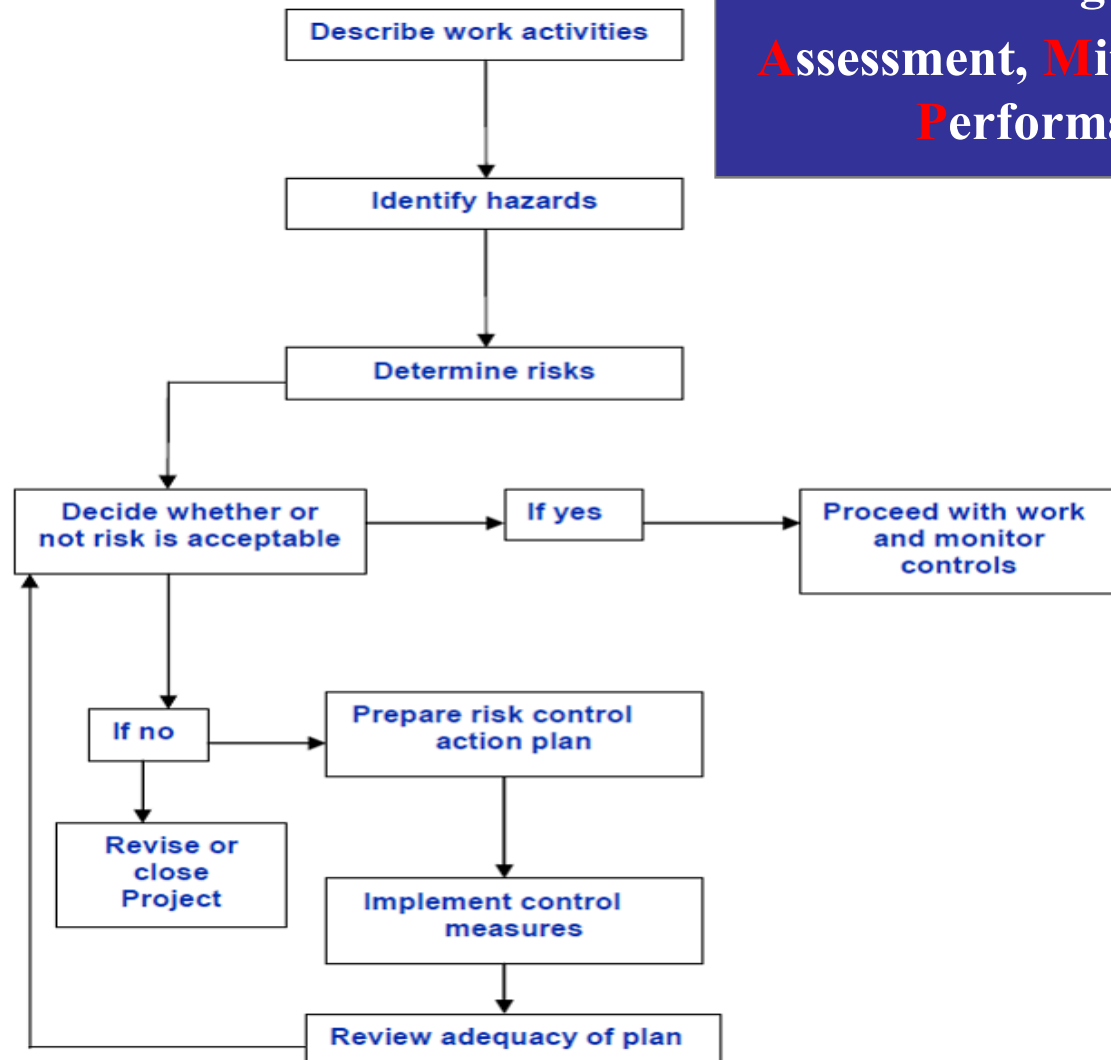 Describe work activities
Assessment,
Identify hazards
Determine risks
Decide whether or
not risk is acceptable
If yes
Proceed with work
and monitor
controls
If no
Prepare risk control
action plan
Revise or
close
Project
Implement control
measures
Review adequacy of plan